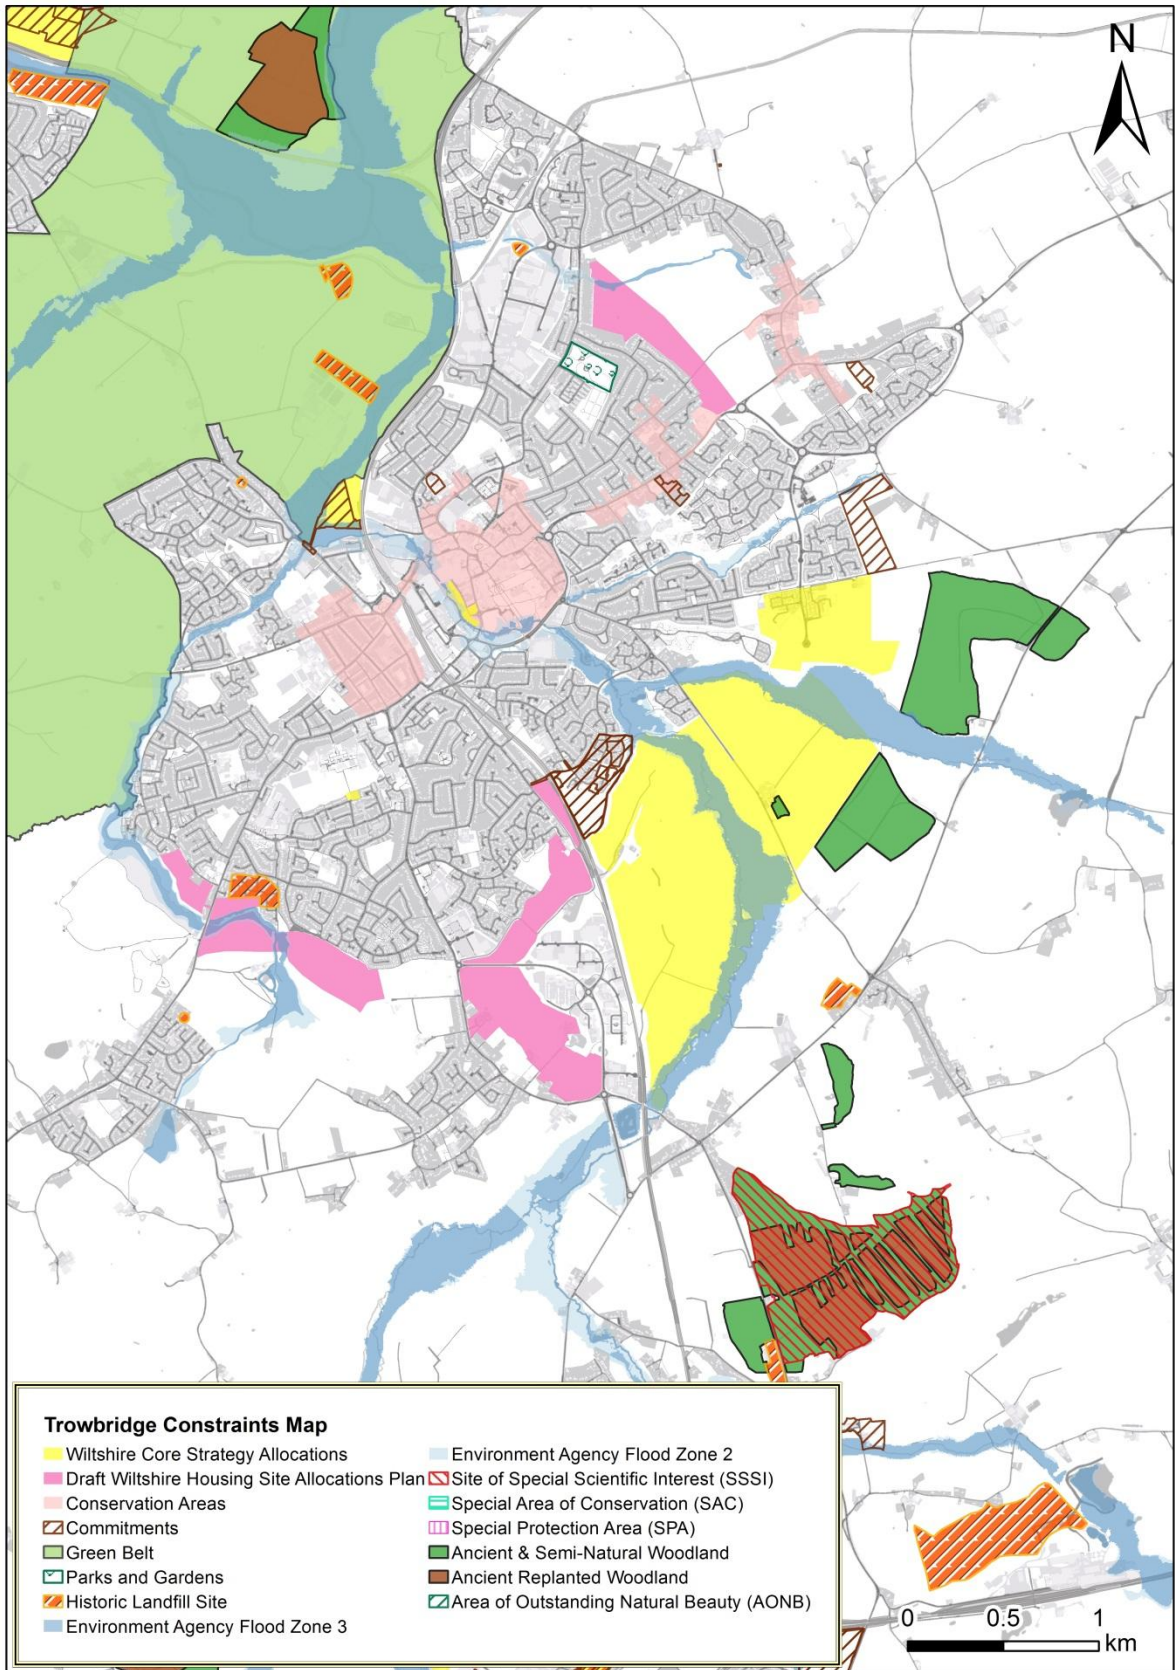 N
Trowbridge Constraints Map
Wiltshire Core Strategy Allocations
Draft Wiltshire Housing Site Allocations Plan
Conservation Areas
Commitments
Green Belt
Parks and Gardens
Historic Landfill Site
Environment Agency Flood Zone 3
Environment Agency Flood Zone 2
Site of Special Scientific Interest (SSSI)
Special Area of Conservation (SAC)
Special Protection Area (SPA)
Ancient & Semi-Natural Woodland
Ancient Replanted Woodland
Area of Outstanding Natural Beauty (AONB)
0 0.5 1
km